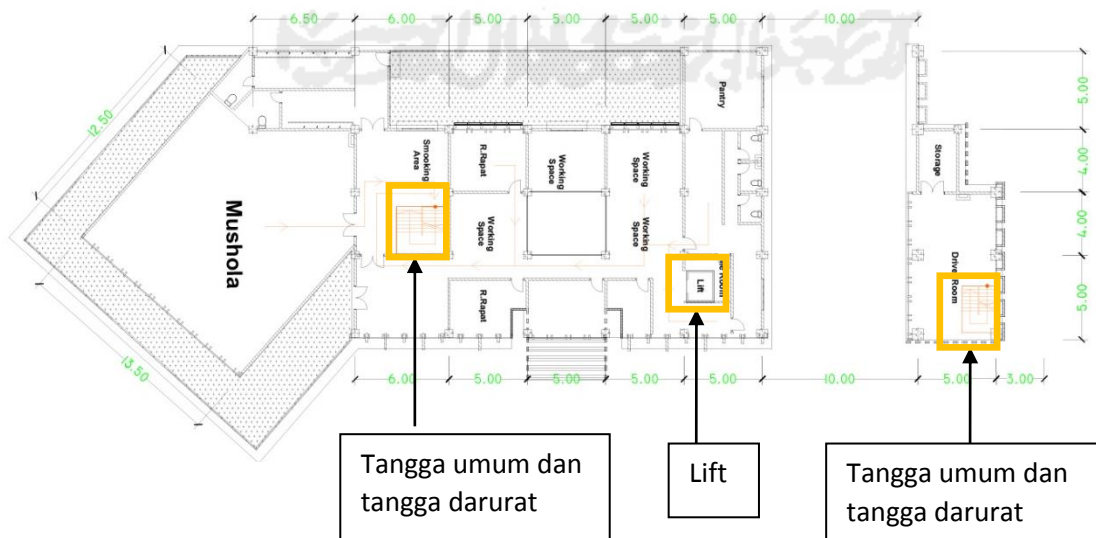 6.50 6.00 5.00 5.00 5.00 5.00 10.00
12.50
Pantry
5.00
Smooking
Area
R.Rapat
Working
Space
Working
Space
Storage
4.00
Mushola
Working
Space
Working
Space
4.00
Drive Room
Lift
R.Rapat
5.00
13.50
6.00 5.00 5.00 5.00 5.00 10.00 5.00 3.00
Tangga umum dan
tangga darurat
Lift
Tangga umum dan
tangga darurat